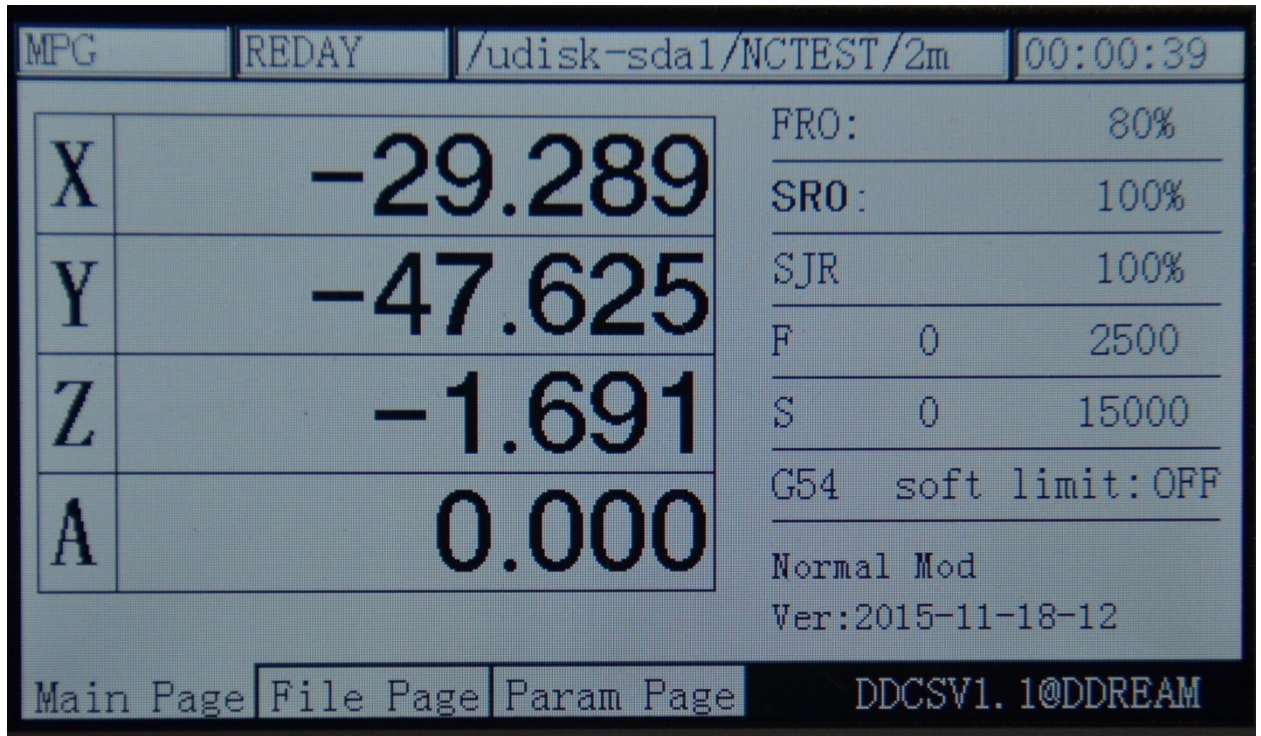 MPG REDAY /udisk-sda1/NCTEST/2m 00:00:39
X -29.289
Y -47.625
Z -1.691
A 0.000
FRO: 80%
SRO: 100%
SJR 100%
F 0 2500
S 0 15000
G54 soft limit:OFF
Normal Mod
Ver:2015-11-18-12
Main Page File Page Param Page DDCSV1.1@DDREAM